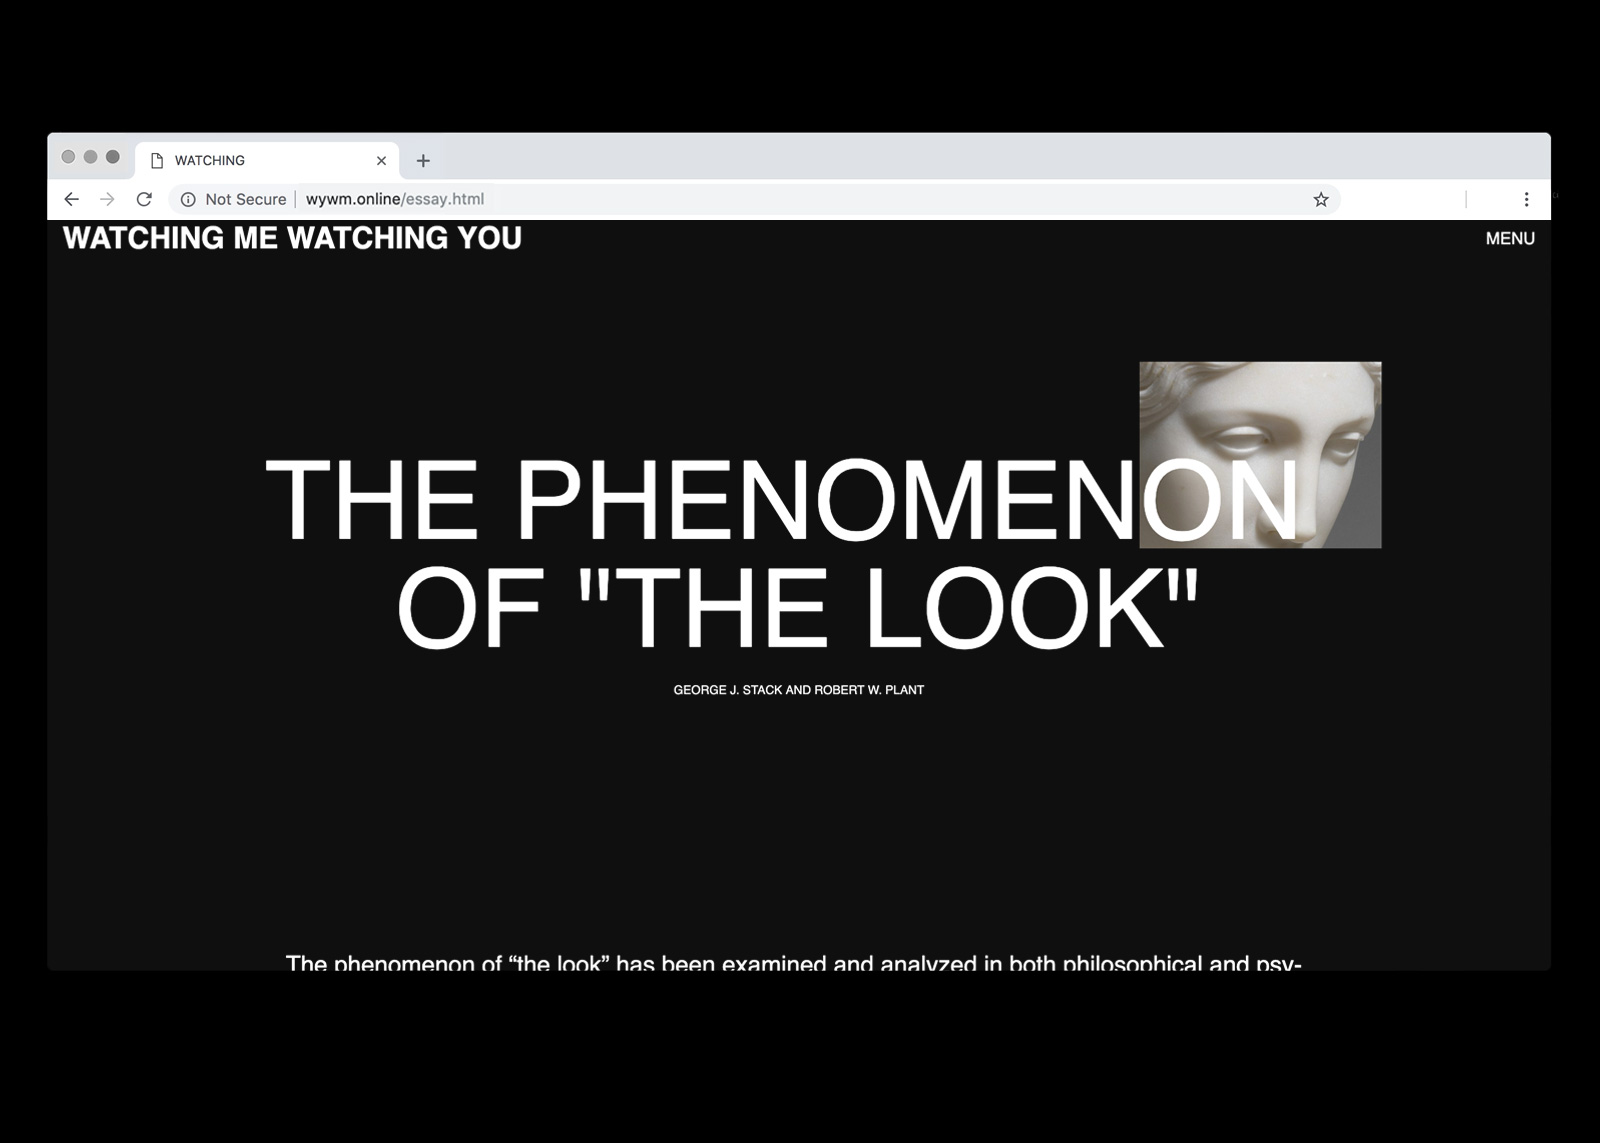 WATCHING
Not Secure | wywm.online/essay.html
WATCHING ME WATCHING YOU
MENU
THE PHENOMENON
OF "THE LOOK"
GEORGE J. STACK AND ROBERT W. PLANT
The phenomenon of “the look” has been examined and analyzed in both philosophical and psy-